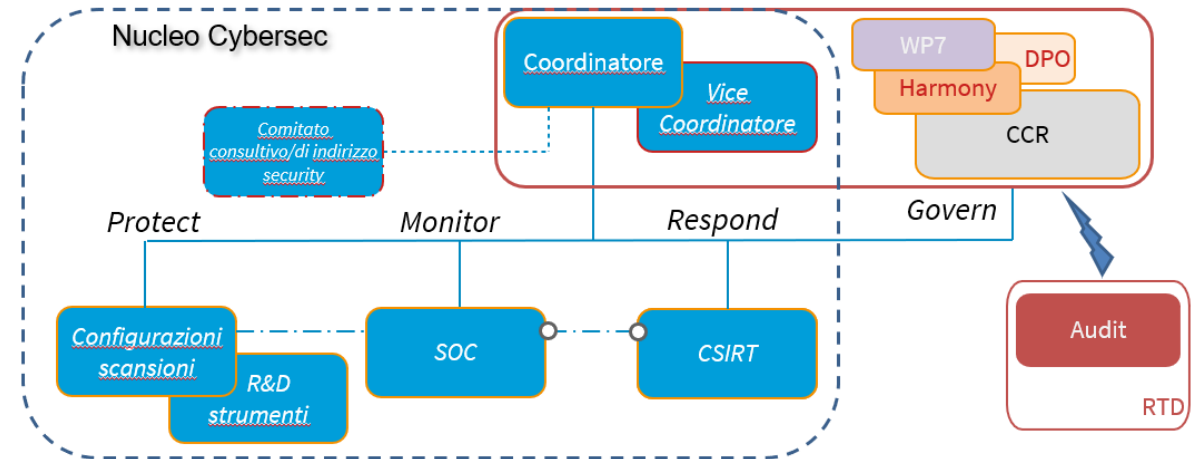 Nucleo Cybersec
Coordinatore
Vice
Coordinatore
WP7
DPO
Harmony
CCR
Comitato
consultivo/di indirizzo
security
Protect
Monitor
Respond
Govern
Configurazioni
scansioni
R&D
strumenti
SOC
CSIRT
Audit
RTD